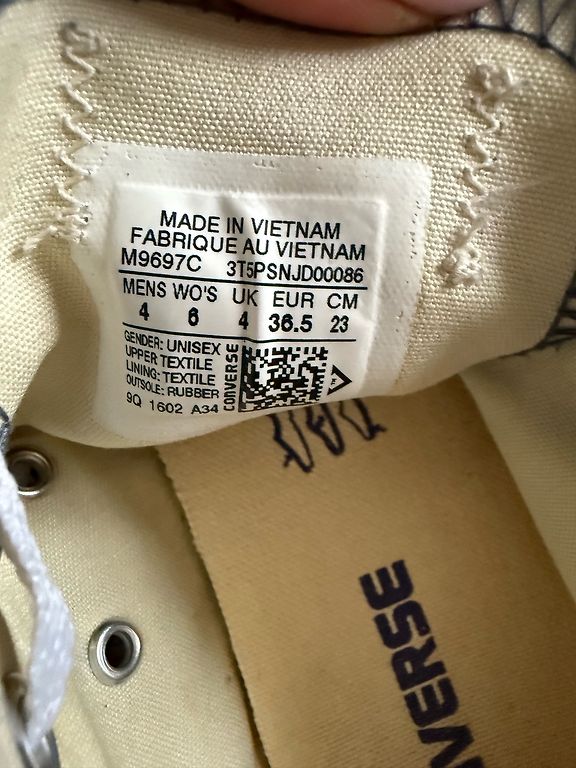 MADE IN VIETNAM
FABRIQUE AU VIETNAM
M9697C 3T5PSNJD00086
MENS WO'S UK EUR CM
4 6 4 36.5 23
GENDER: UNISEX
UPPER TEXTILE
LINING: TEXTILE
OUTSOLE: RUBBER
9Q 1602 A34
CONVERSE
VERSE